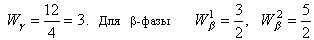 W_γ = 12/4 = 3. Для β-фазы W_β^1 = 3/2, W_β^2 = 5/2